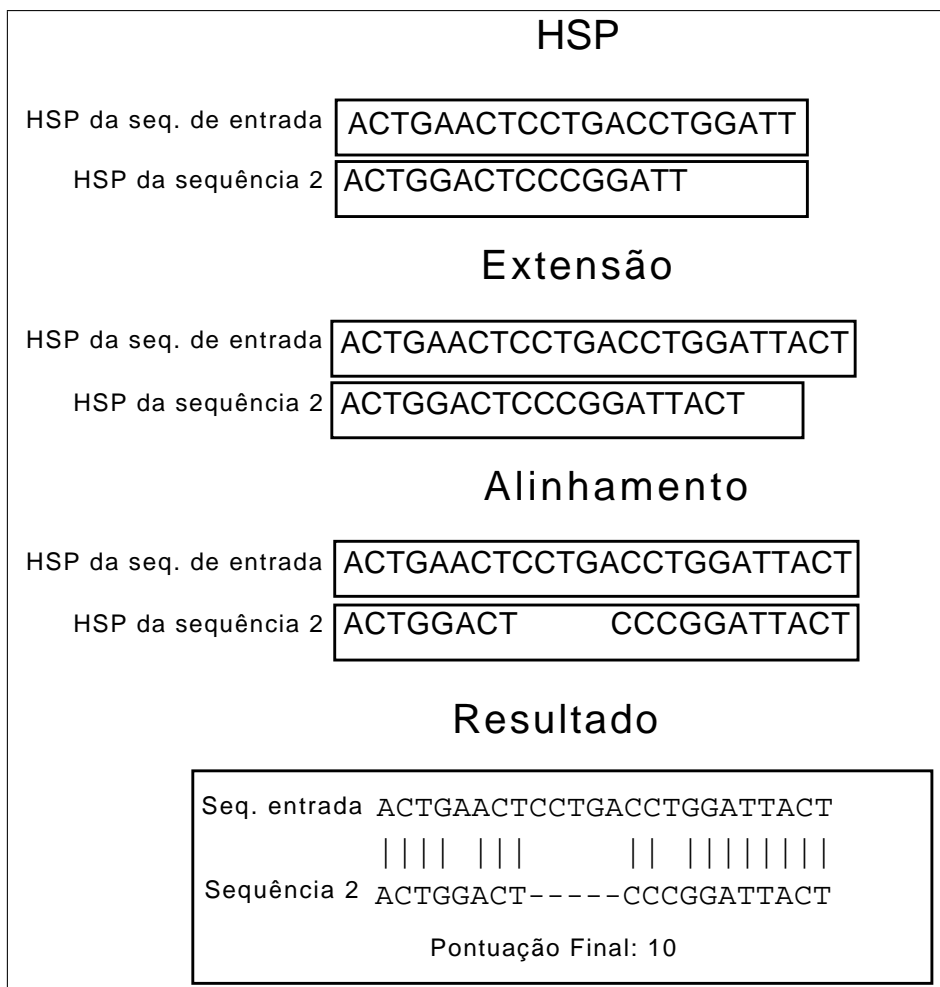 HSP
HSP da seq. de entrada ACTGAACTCCTGACCTGGATT
HSP da sequência 2 ACTGGACTCCCGGATT
Extensão
HSP da seq. de entrada ACTGAACTCCTGACCTGGATTACT
HSP da sequência 2 ACTGGACTCCCGGATTACT
Alinhamento
HSP da seq. de entrada ACTGAACTCCTGACCTGGATTACT
HSP da sequência 2 ACTGGACT CCCGGATTACT
Resultado
Seq. entrada ACTGAACTCCTGACCTGGATTACT
|||| ||| || ||||||||
Sequência 2 ACTGGACT-----CCCGGATTACT
Pontuação Final: 10